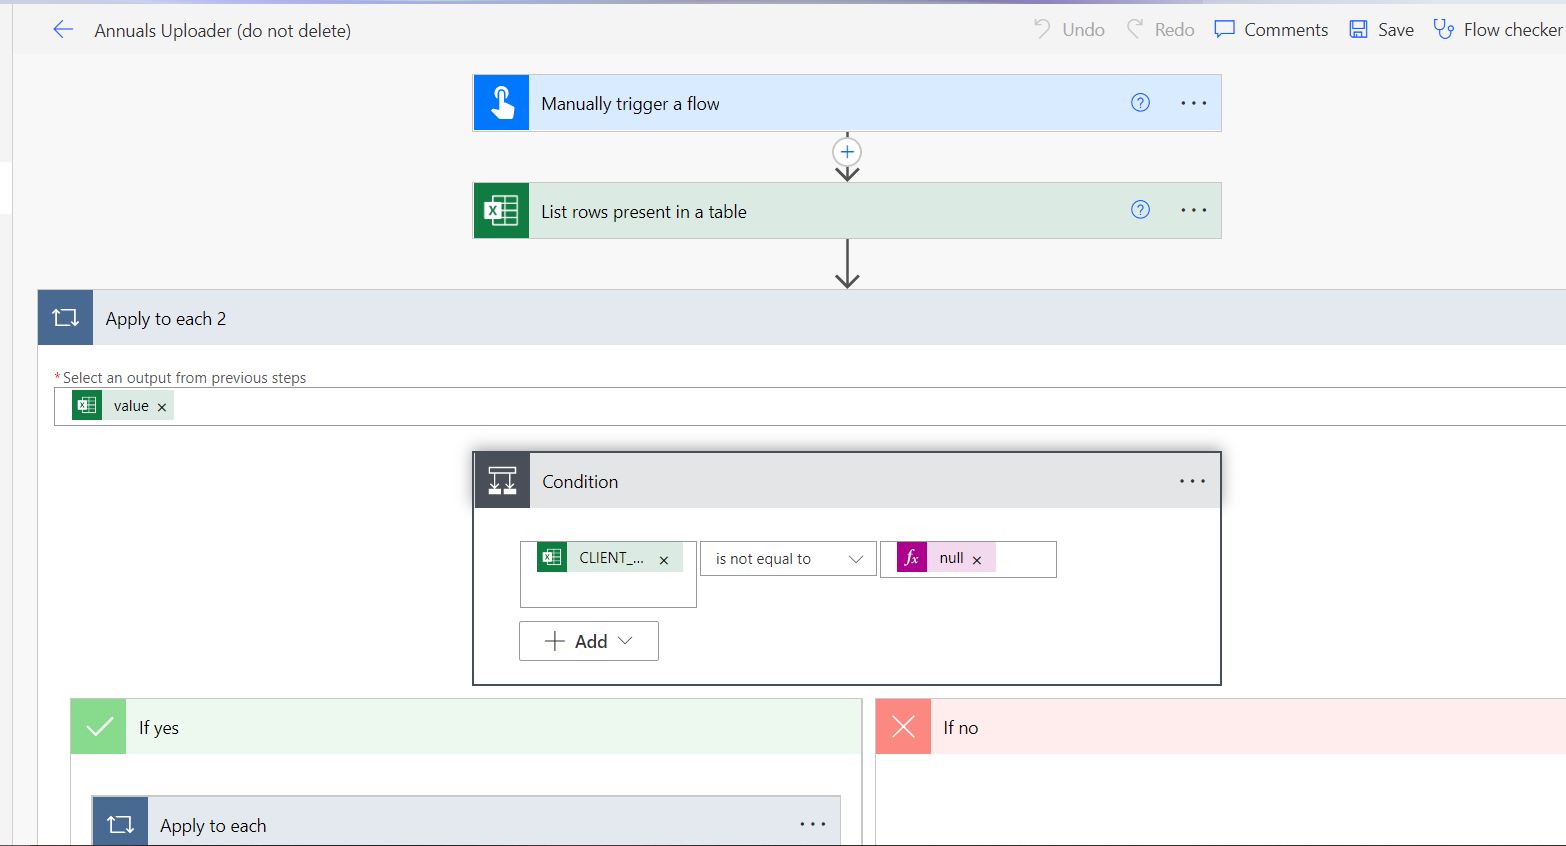 Annuals Uploader (do not delete)
Undo
Redo
Comments
Save
Flow checker
Manually trigger a flow
List rows present in a table
Apply to each 2
*Select an output from previous steps
value
Condition
CLIENT_...
is not equal to
fx
null
Add
If yes
If no
Apply to each